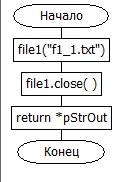 Начало
file1("f1_1.txt")
file1.close( )
return *pStrOut
Конец